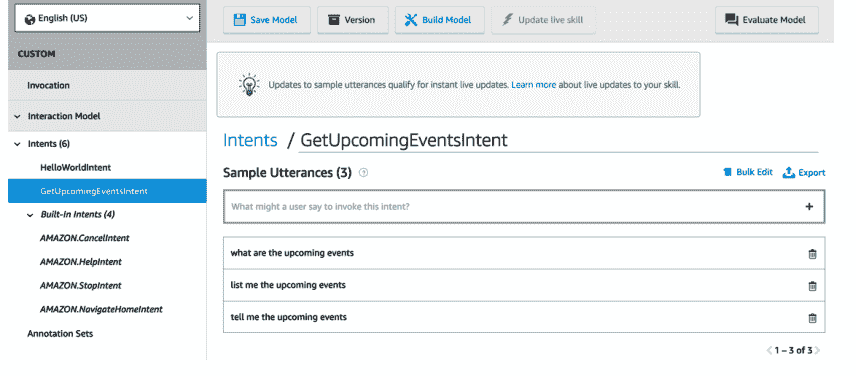 English (US)
Save Model
Version
Build Model
Update live skill
Evaluate Model
CUSTOM
Invocation
Interaction Model
Intents (6)
HelloWorldIntent
GetUpcomingEventsIntent
Built-In Intents (4)
AMAZON.CancelIntent
AMAZON.HelpIntent
AMAZON.StopIntent
AMAZON.NavigateHomeIntent
Annotation Sets
Updates to sample utterances qualify for instant live updates. Learn more about live updates to your skill.
Intents / GetUpcomingEventsIntent
Sample Utterances (3) ?
Bulk Edit
Export
What might a user say to invoke this intent? +
what are the upcoming events
list me the upcoming events
tell me the upcoming events
< 1 – 3 of 3 >